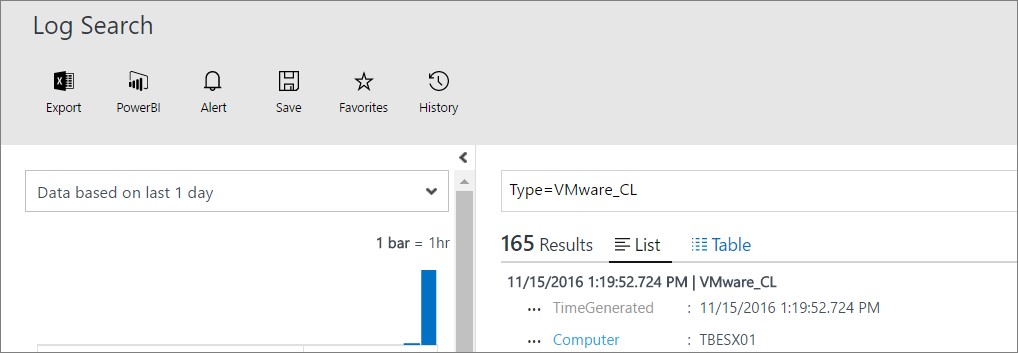 Log Search
Export PowerBI Alert Save Favorites History
Data based on last 1 day
1 bar = 1hr
Type=VMware_CL
165 Results List Table
11/15/2016 1:19:52.724 PM | VMware_CL
... TimeGenerated : 11/15/2016 1:19:52.724 PM
... Computer : TBESX01